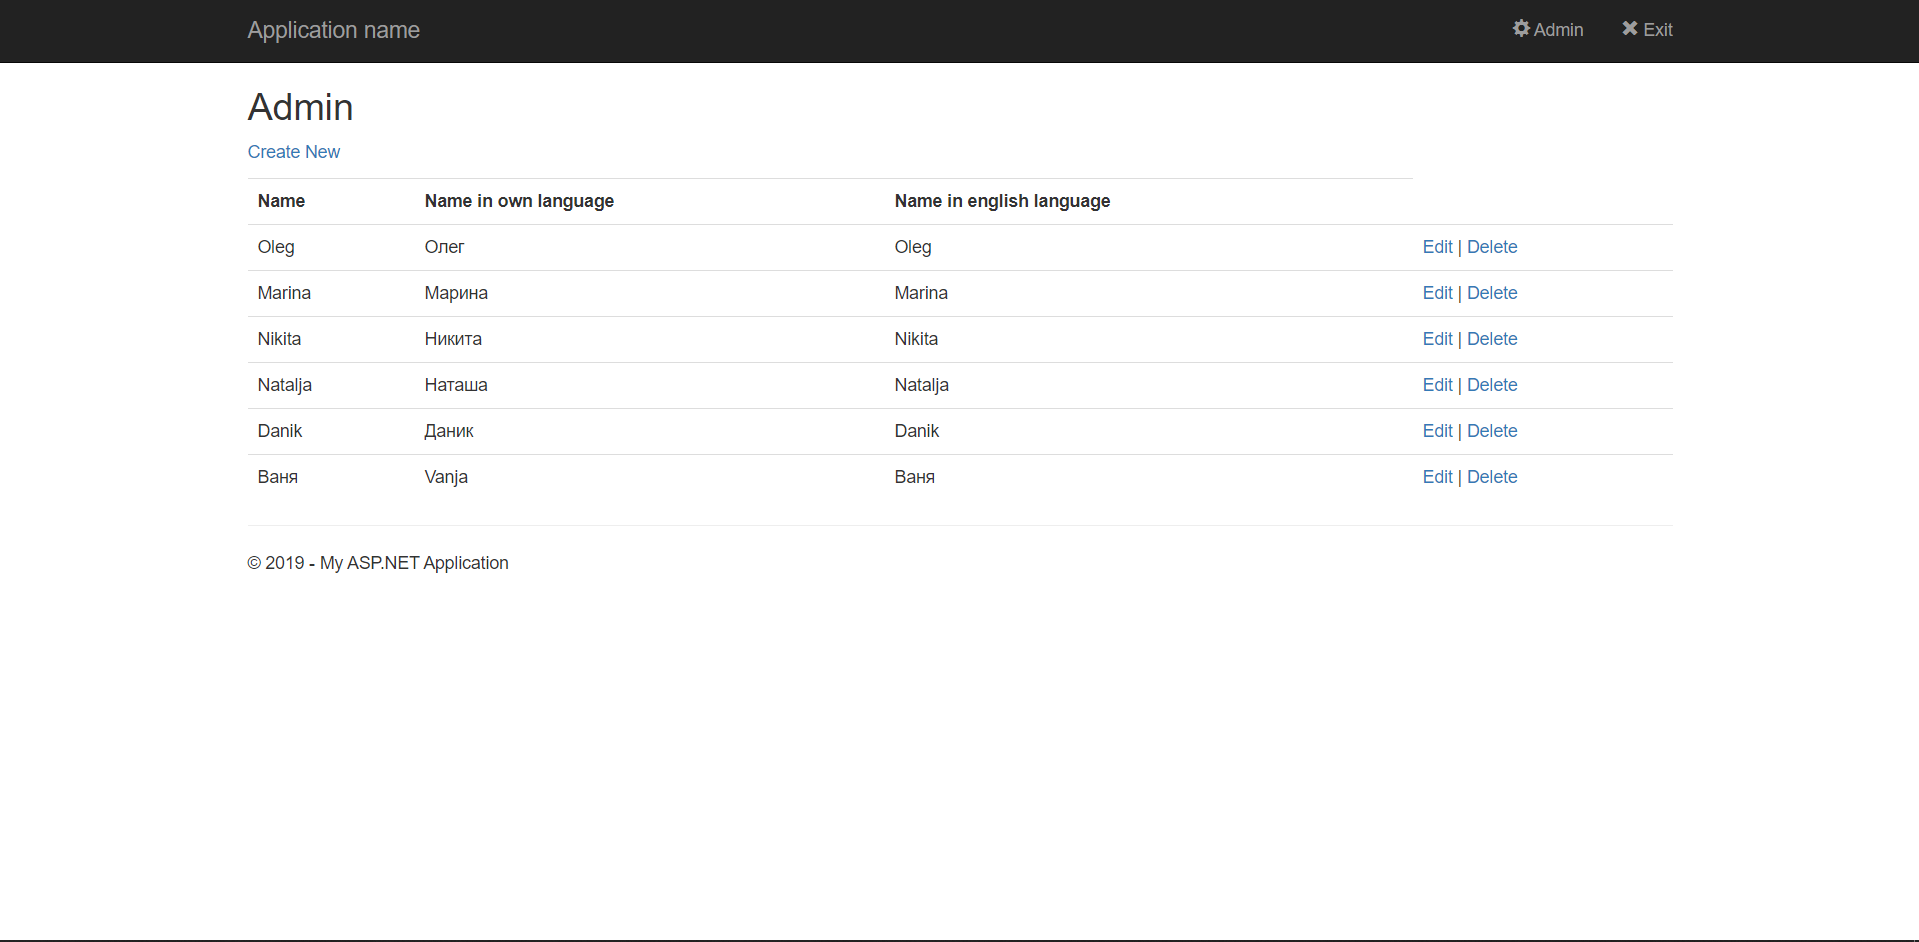 Application name Admin Exit
Admin
Create New
Name Name in own language Name in english language
Oleg Олег Oleg Edit | Delete
Marina Марина Marina Edit | Delete
Nikita Никита Nikita Edit | Delete
Natalja Наташа Natalja Edit | Delete
Danik Даник Danik Edit | Delete
Ваня Vanja Ваня Edit | Delete
© 2019 - My ASP.NET Application